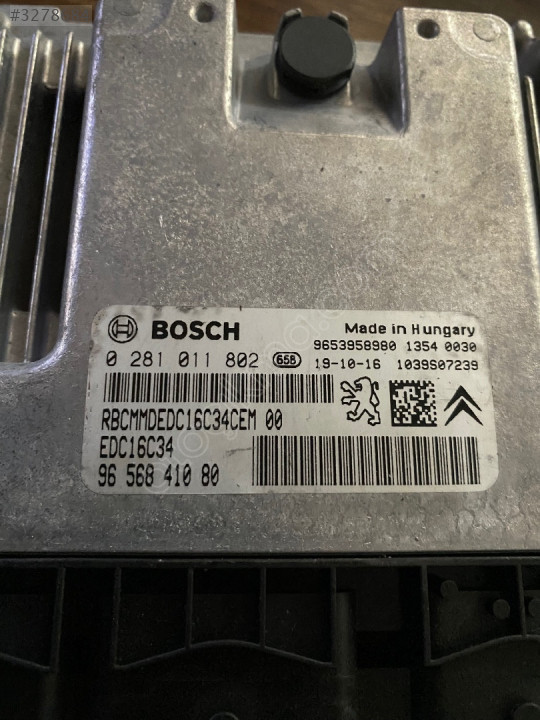 #3278
BOSCH
Made in Hungary
9653958980 1354 0030
0 281 011 802 658 19-10-16 1039S07239
RBCMMDEDC16C34CEM 00
EDC16C34
96 568 410 80